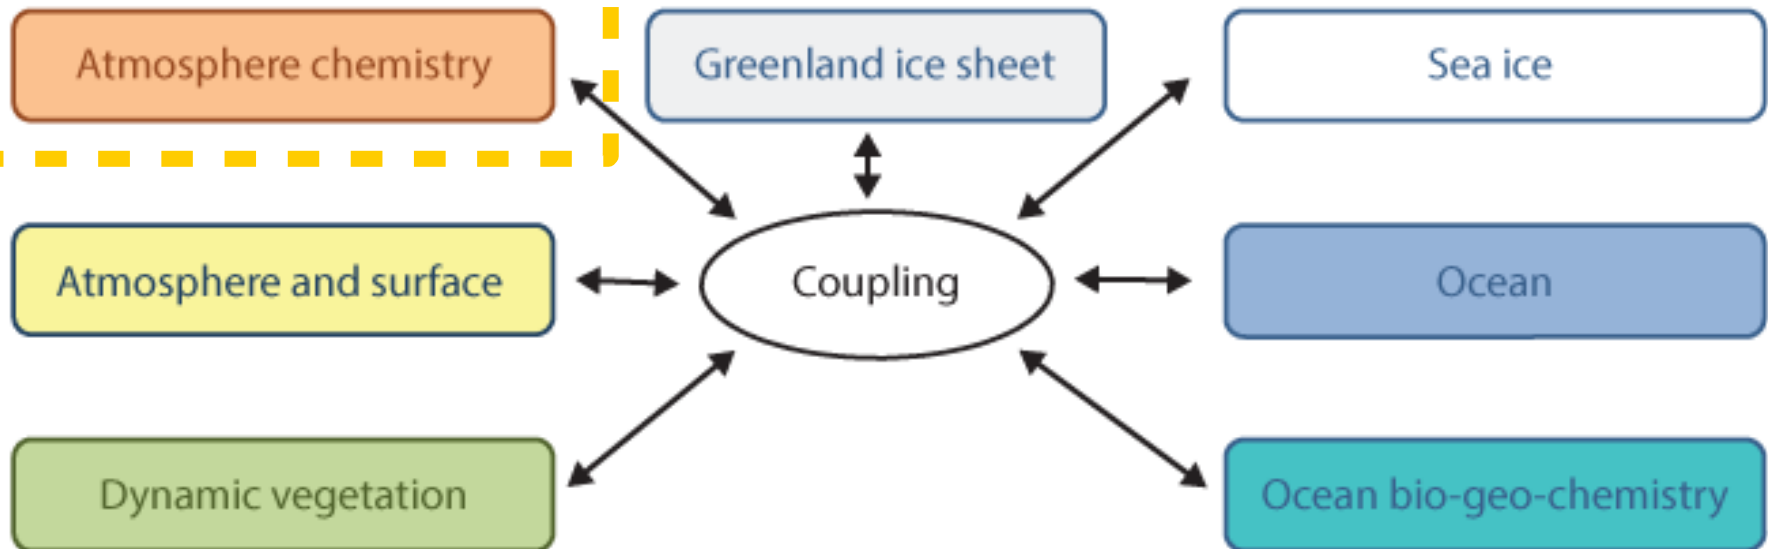 Atmosphere chemistry
Greenland ice sheet
Sea ice
Atmosphere and surface
Coupling
Ocean
Dynamic vegetation
Ocean bio-geo-chemistry